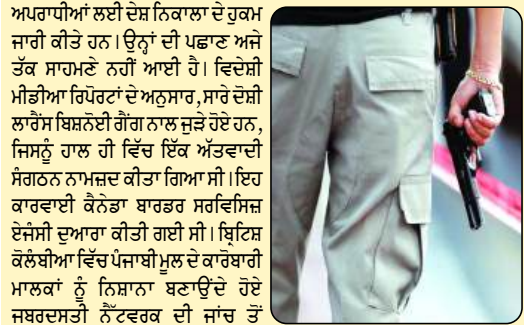 ਅਪਰਾਧੀਆਂ ਲਈ ਦੇਸ਼ ਨਿਕਾਲਾ ਦੇ ਹੁਕਮ
ਜਾਰੀ ਕੀਤੇ ਹਨ। ਉਨ੍ਹਾਂ ਦੀ ਪਛਾਣ ਅਜੇ
ਤੱਕ ਸਾਹਮਣੇ ਨਹੀਂ ਆਈ ਹੈ। ਵਿਦੇਸ਼ੀ
ਮੀਡੀਆ ਰਿਪੋਰਟਾਂ ਦੇ ਅਨੁਸਾਰ, ਸਾਰੇ ਦੋਸ਼ੀ
ਲਾਰੈਂਸ ਬਿਸ਼ਨੋਈ ਗੈਂਗ ਨਾਲ ਜੁੜੇ ਹੋਏ ਹਨ,
ਜਿਸਨੂੰ ਹਾਲ ਹੀ ਵਿੱਚ ਇੱਕ ਅੱਤਵਾਦੀ
ਸੰਗਠਨ ਨਾਮਜ਼ਦ ਕੀਤਾ ਗਿਆ ਸੀ। ਇਹ
ਕਾਰਵਾਈ ਕੈਨੇਡਾ ਬਾਰਡਰ ਸਰਵਿਸਿਜ਼
ਏਜੰਸੀ ਦੁਆਰਾ ਕੀਤੀ ਗਈ ਸੀ। ਬ੍ਰਿਟਿਸ਼
ਕੋਲੰਬੀਆ ਵਿੱਚ ਪੰਜਾਬੀ ਮੂਲ ਦੇ ਕਾਰੋਬਾਰੀ
ਮਾਲਕਾਂ ਨੂੰ ਨਿਸ਼ਾਨਾ ਬਣਾਉਂਦੇ ਹੋਏ
ਜਬਰਦਸਤੀ ਨੈੱਟਵਰਕ ਦੀ ਜਾਂਚ ਤੋਂ